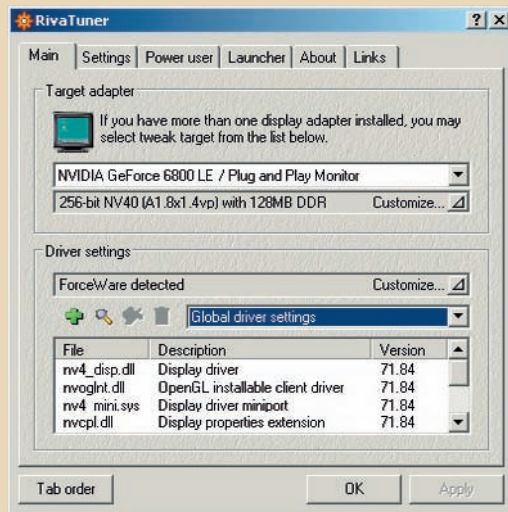 RivaTuner
Main Settings Power user Launcher About Links
Target adapter
If you have more than one display adapter installed, you may
select tweak target from the list below.
NVIDIA GeForce 6800 LE / Plug and Play Monitor
256-bit NV40 (A1.8x1.4vp) with 128MB DDR Customize...
Driver settings
ForceWare detected Customize...
Global driver settings
File Description Version
nv4_disp.dll Display driver 71.84
nvoglnt.dll OpenGL installable client driver 71.84
nv4_mini.sys Display driver miniport 71.84
nvcpl.dll Display properties extension 71.84
Tab order OK Apply